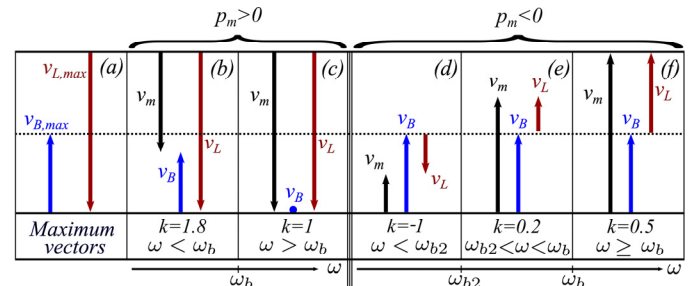 p_m>0 p_m<0
(a) (b) (c) (d) (e) (f)
v_L,max v_m v_m v_m v_L v_m v_L
v_B,max v_B v_L v_B v_L v_m v_B v_L v_B v_B
Maximum vectors
k=1.8 k=1 k=-1 k=0.2 k=0.5
ω < ω_b ω > ω_b ω < ω_b2 ω_b2<ω<ω_b ω ≥ ω_b
ω_b ω ω_b2 ω_b ω